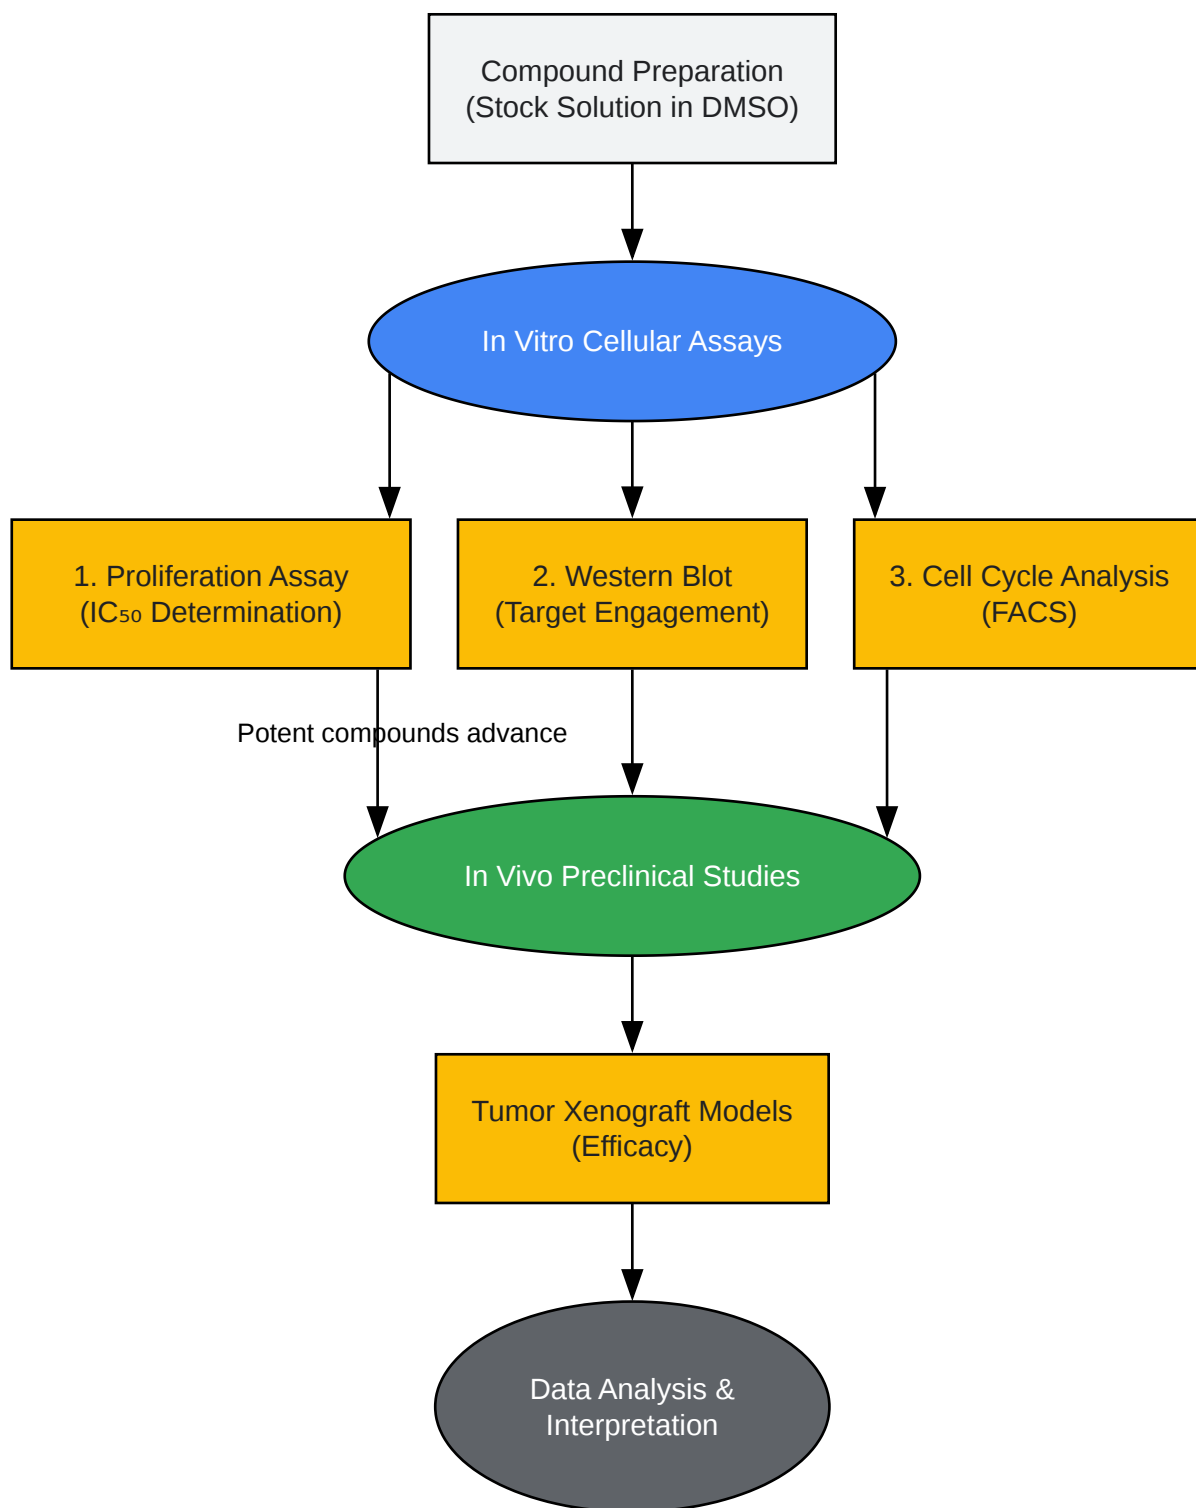 Compound Preparation
(Stock Solution in DMSO)
In Vitro Cellular Assays
1. Proliferation Assay
(IC₅₀ Determination)
2. Western Blot
(Target Engagement)
3. Cell Cycle Analysis
(FACS)
Potent compounds advance
In Vivo Preclinical Studies
Tumor Xenograft Models
(Efficacy)
Data Analysis &
Interpretation